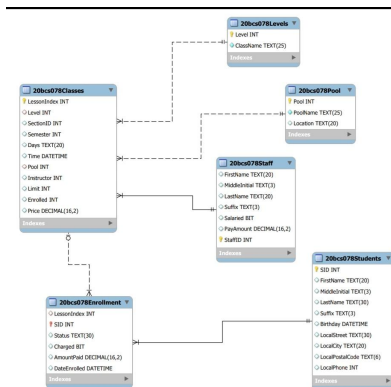 20bcs078Levels
Level INT
ClassName TEXT(25)
Indexes
20bcs078Classes
LessonIndex INT
Level INT
SectionID INT
Semester INT
Days TEXT(20)
Time DATETIME
Pool INT
Instructor INT
Limit INT
Enrolled INT
Price DECIMAL(16,2)
Indexes
20bcs078Pool
Pool INT
PoolName TEXT(25)
Location TEXT(20)
Indexes
20bcs078Staff
FirstName TEXT(20)
MiddleInitial TEXT(3)
LastName TEXT(20)
Suffix TEXT(3)
Salaried BIT
PayAmount DECIMAL(16,2)
StaffID INT
Indexes
20bcs078Enrollment
LessonIndex INT
SID INT
Status TEXT(30)
Charged BIT
AmountPaid DECIMAL(16,2)
DateEnrolled DATETIME
Indexes
20bcs078Students
SID INT
FirstName TEXT(20)
MiddleInitial TEXT(3)
LastName TEXT(30)
Suffix TEXT(3)
Birthday DATETIME
LocalStreet TEXT(30)
LocalCity TEXT(20)
LocalPostalCode TEXT(6)
LocalPhone INT
Indexes